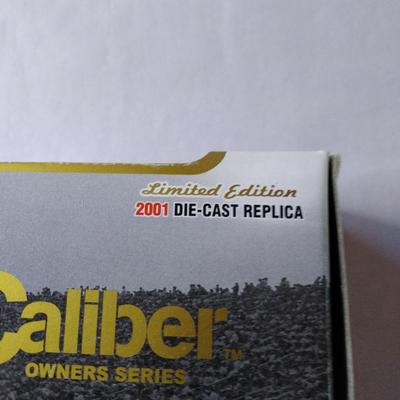 Limited Edition
2001 DIE-CAST REPLICA
Caliber™
OWNERS SERIES